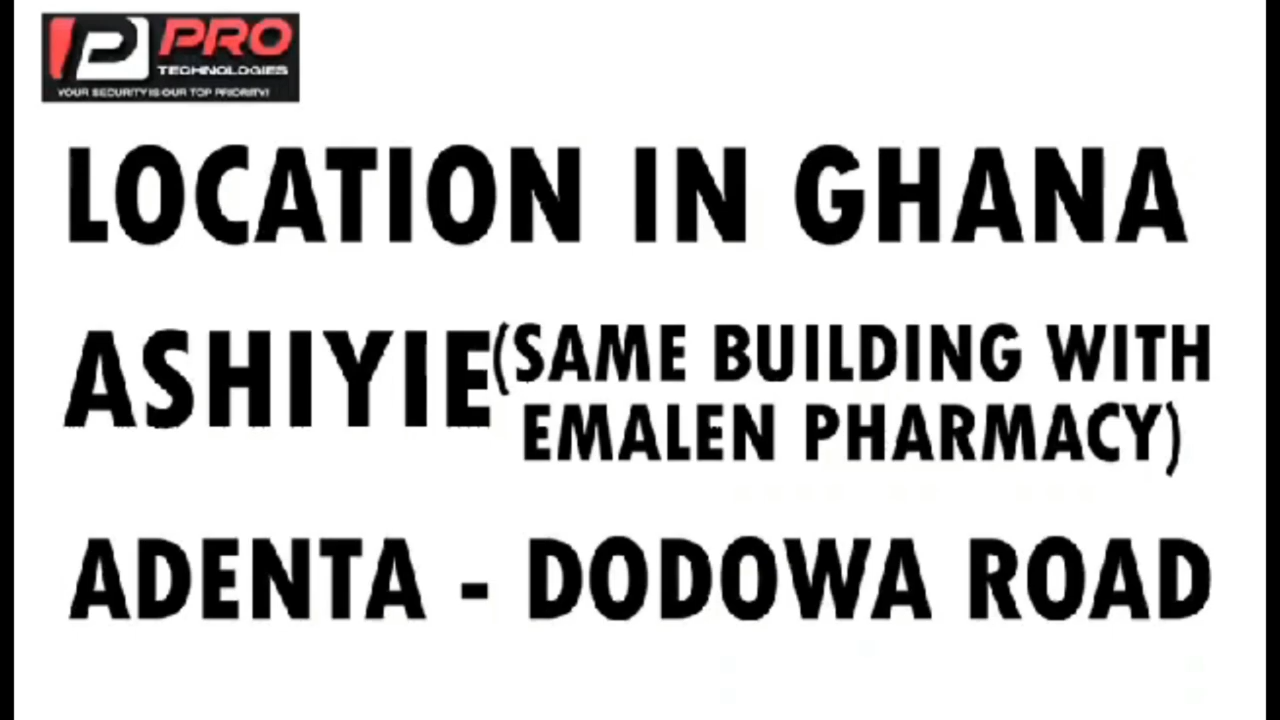 PRO
TECHNOLOGIES
YOUR SECURITY IS OUR TOP PRIORITY!
LOCATION IN GHANA
ASHIYIE (SAME BUILDING WITH
EMALEN PHARMACY)
ADENTA - DODOWA ROAD